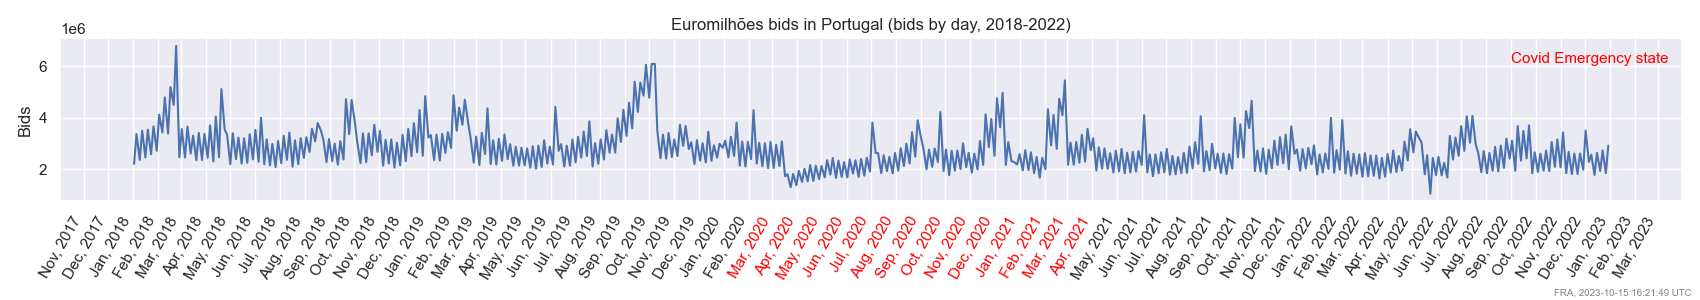 Euromilhões bids in Portugal (bids by day, 2018-2022)
1e6
6
4
2
Bids
Covid Emergency state
Nov, 2017
Dec, 2017
Jan, 2018
Feb, 2018
Mar, 2018
Apr, 2018
May, 2018
Jun, 2018
Jul, 2018
Aug, 2018
Sep, 2018
Oct, 2018
Nov, 2018
Dec, 2018
Jan, 2019
Feb, 2019
Mar, 2019
Apr, 2019
May, 2019
Jun, 2019
Jul, 2019
Aug, 2019
Sep, 2019
Oct, 2019
Nov, 2019
Dec, 2019
Jan, 2020
Feb, 2020
Mar, 2020
Apr, 2020
May, 2020
Jun, 2020
Jul, 2020
Aug, 2020
Sep, 2020
Oct, 2020
Nov, 2020
Dec, 2020
Jan, 2021
Feb, 2021
Mar, 2021
Apr, 2021
May, 2021
Jun, 2021
Jul, 2021
Aug, 2021
Sep, 2021
Oct, 2021
Nov, 2021
Dec, 2021
Jan, 2022
Feb, 2022
Mar, 2022
Apr, 2022
May, 2022
Jun, 2022
Jul, 2022
Aug, 2022
Sep, 2022
Oct, 2022
Nov, 2022
Dec, 2022
Jan, 2023
Feb, 2023
Mar, 2023
FRA, 2023-10-15 16:21:49 UTC